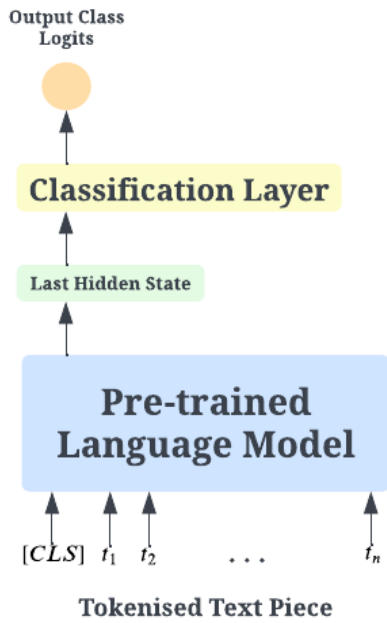 Output Class
Logits
Classification Layer
Last Hidden State
Pre-trained
Language Model
[CLS] t₁ t₂ . . . tₙ
Tokenised Text Piece